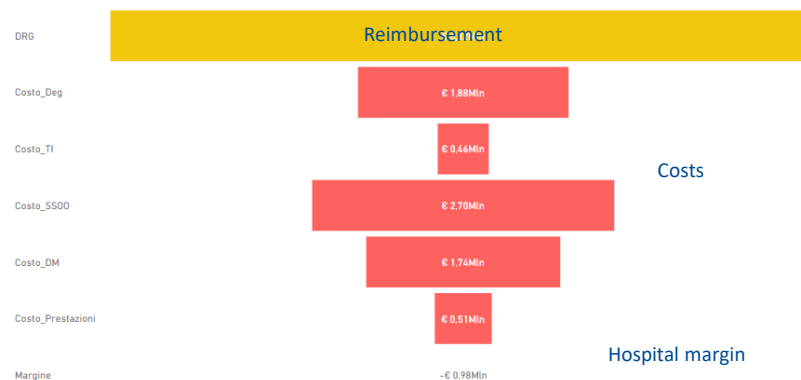 DRG
Reimbursement
Costo_Deg
€ 1,88Mln
Costo_TI
€ 0,46Mln
Costs
Costo_SSOO
€ 2,70Mln
Costo_DM
€ 1,74Mln
Costo_Prestazioni
€ 0,51Mln
Hospital margin
Margine
-€ 0,98Mln